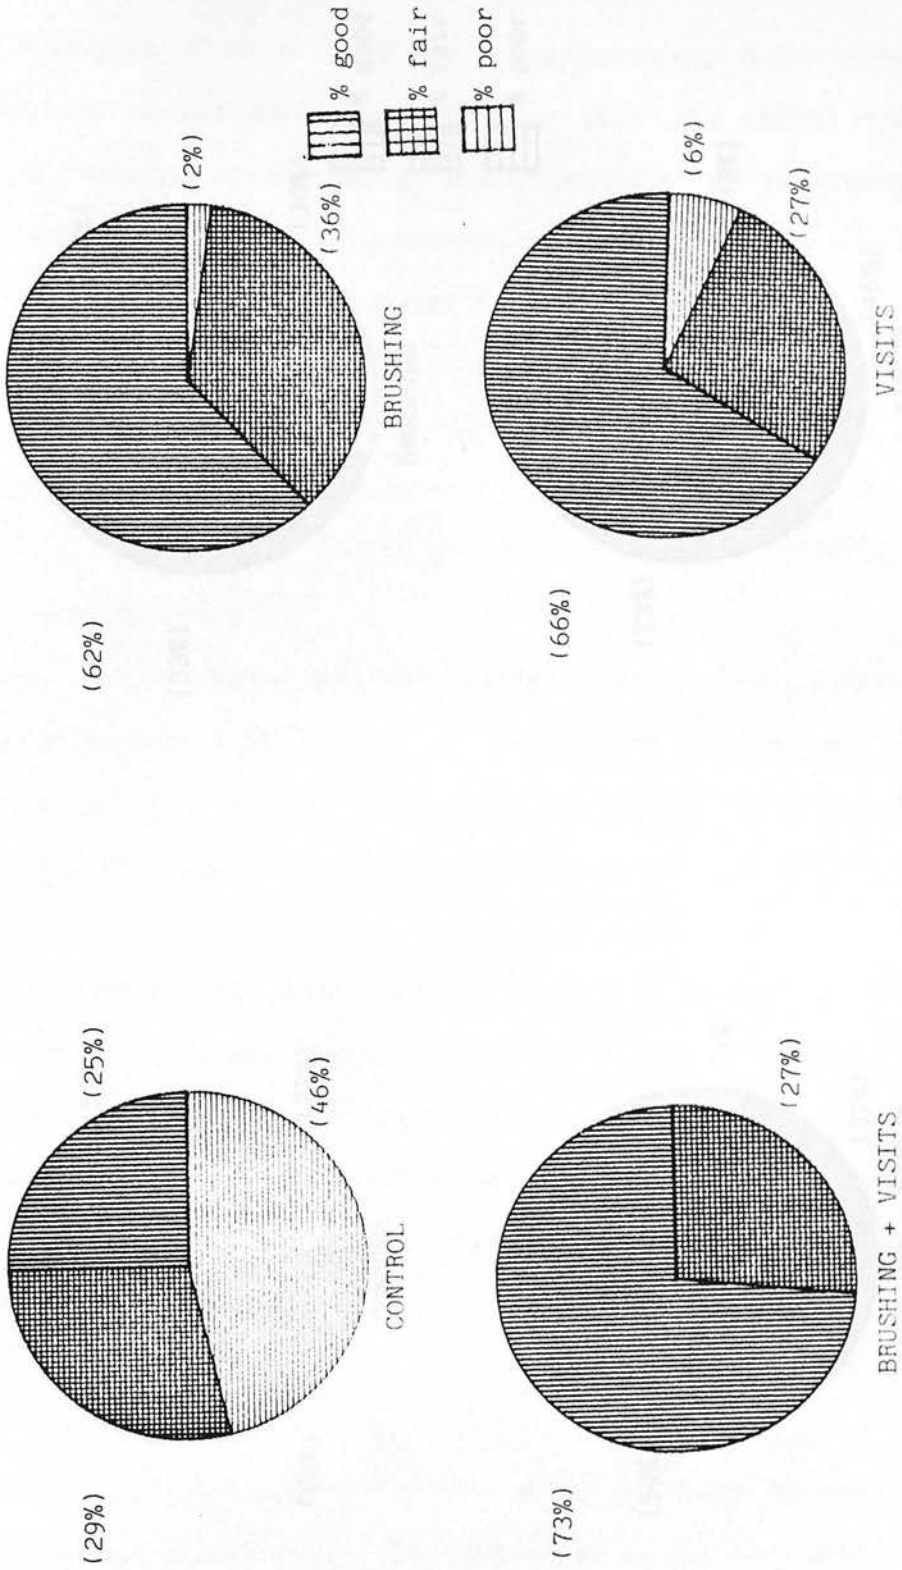 (29%)
(25%)
(46%)
CONTROL
(62%)
(2%)
(36%)
BRUSHING
% good
% fair
% poor
(73%)
(27%)
BRUSHING + VISITS
(66%)
(6%)
(27%)
VISITS